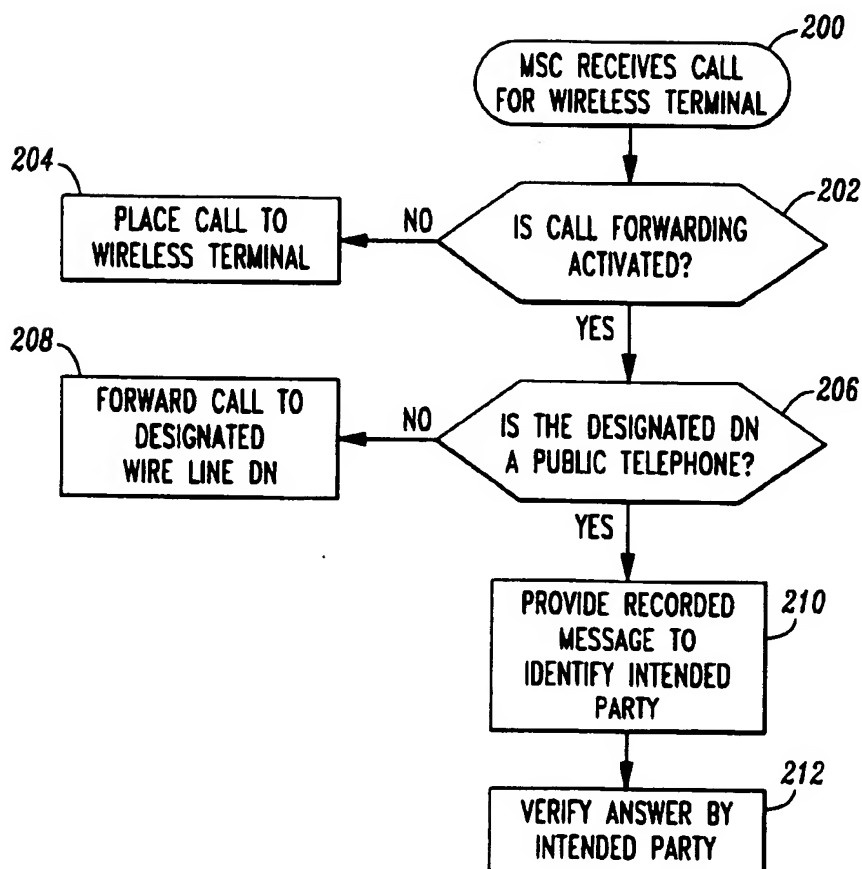 200
MSC RECEIVES CALL
FOR WIRELESS TERMINAL
204
202
PLACE CALL TO
WIRELESS TERMINAL
NO
IS CALL FORWARDING
ACTIVATED?
YES
208
206
FORWARD CALL TO
DESIGNATED
WIRE LINE DN
NO
IS THE DESIGNATED DN
A PUBLIC TELEPHONE?
YES
PROVIDE RECORDED
MESSAGE TO
IDENTIFY INTENDED
PARTY
210
212
VERIFY ANSWER BY
INTENDED PARTY